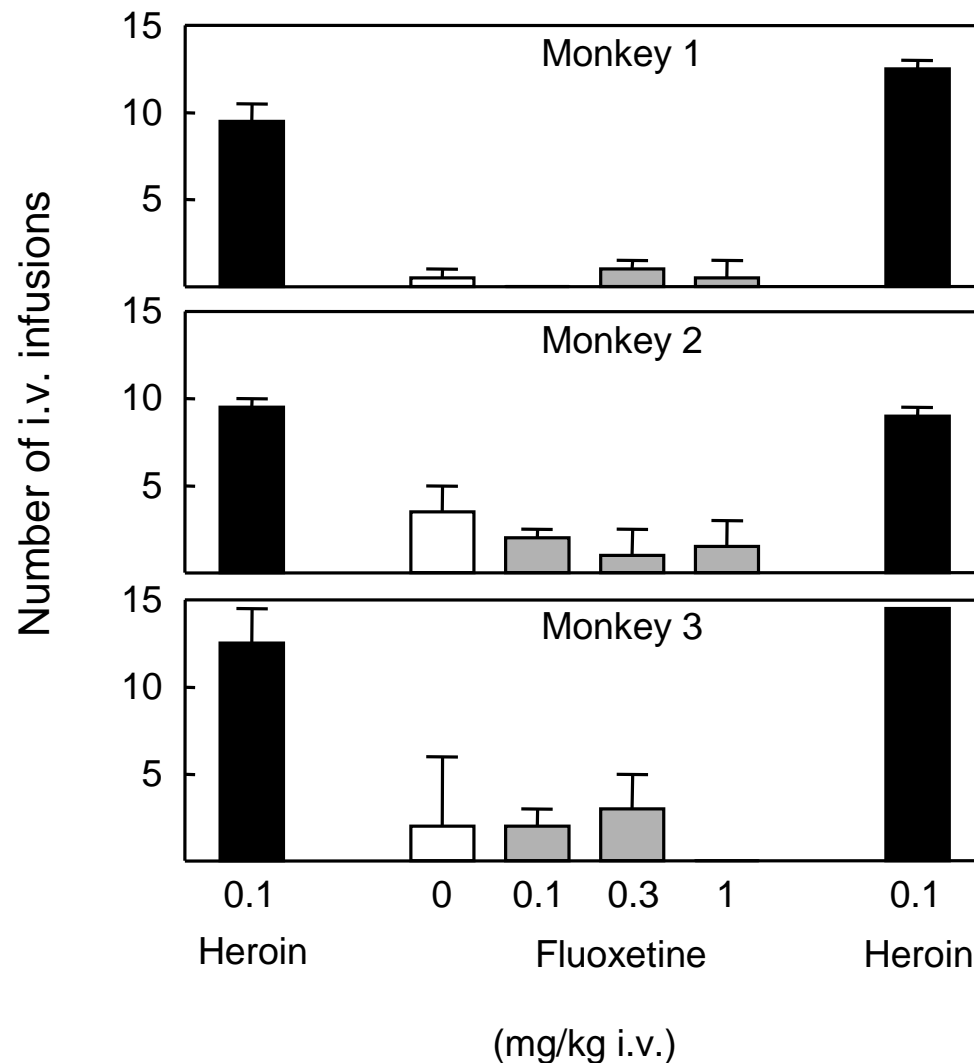 Number of i.v. infusions
15
Monkey 1
10
5
15
Monkey 2
10
5
15
Monkey 3
10
5
0.1 0 0.1 0.3 1 0.1
Heroin Fluoxetine Heroin
(mg/kg i.v.)